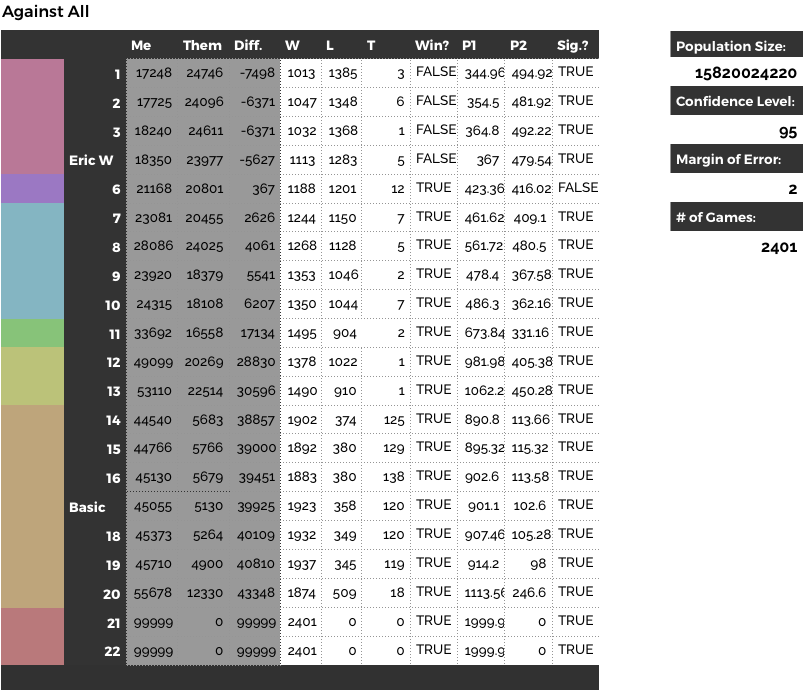 Against All
Me Them Diff. W L T Win? P1 P2 Sig.?
1 17248 24746 -7498 1013 1385 3 FALSE 344.96 494.92 TRUE
2 17725 24096 -6371 1047 1348 6 FALSE 354.5 481.92 TRUE
3 18240 24611 -6371 1032 1368 1 FALSE 364.8 492.22 TRUE
Eric W 18350 23977 -5627 1113 1283 5 FALSE 367 479.54 TRUE
6 21168 20801 367 1188 1201 12 TRUE 423.36 416.02 FALSE
7 23081 20455 2626 1244 1150 7 TRUE 461.62 409.1 TRUE
8 28086 24025 4061 1268 1128 5 TRUE 561.72 480.5 TRUE
9 23920 18379 5541 1353 1046 2 TRUE 478.4 367.58 TRUE
10 24315 18108 6207 1350 1044 7 TRUE 486.3 362.16 TRUE
11 33692 16558 17134 1495 904 2 TRUE 673.84 331.16 TRUE
12 49099 20269 28830 1378 1022 1 TRUE 981.98 405.38 TRUE
13 53110 22514 30596 1490 910 1 TRUE 1062.2 450.28 TRUE
14 44540 5683 38857 1902 374 125 TRUE 890.8 113.66 TRUE
15 44766 5766 39000 1892 380 129 TRUE 895.32 115.32 TRUE
16 45130 5679 39451 1883 380 138 TRUE 902.6 113.58 TRUE
Basic 45055 5130 39925 1923 358 120 TRUE 901.1 102.6 TRUE
18 45373 5264 40109 1932 349 120 TRUE 907.46 105.28 TRUE
19 45710 4900 40810 1937 345 119 TRUE 914.2 98 TRUE
20 55678 12330 43348 1874 509 18 TRUE 1113.56 246.6 TRUE
21 99999 0 99999 2401 0 0 TRUE 1999.9 0 TRUE
22 99999 0 99999 2401 0 0 TRUE 1999.9 0 TRUE
Population Size:
15820024220
Confidence Level:
95
Margin of Error:
2
# of Games:
2401